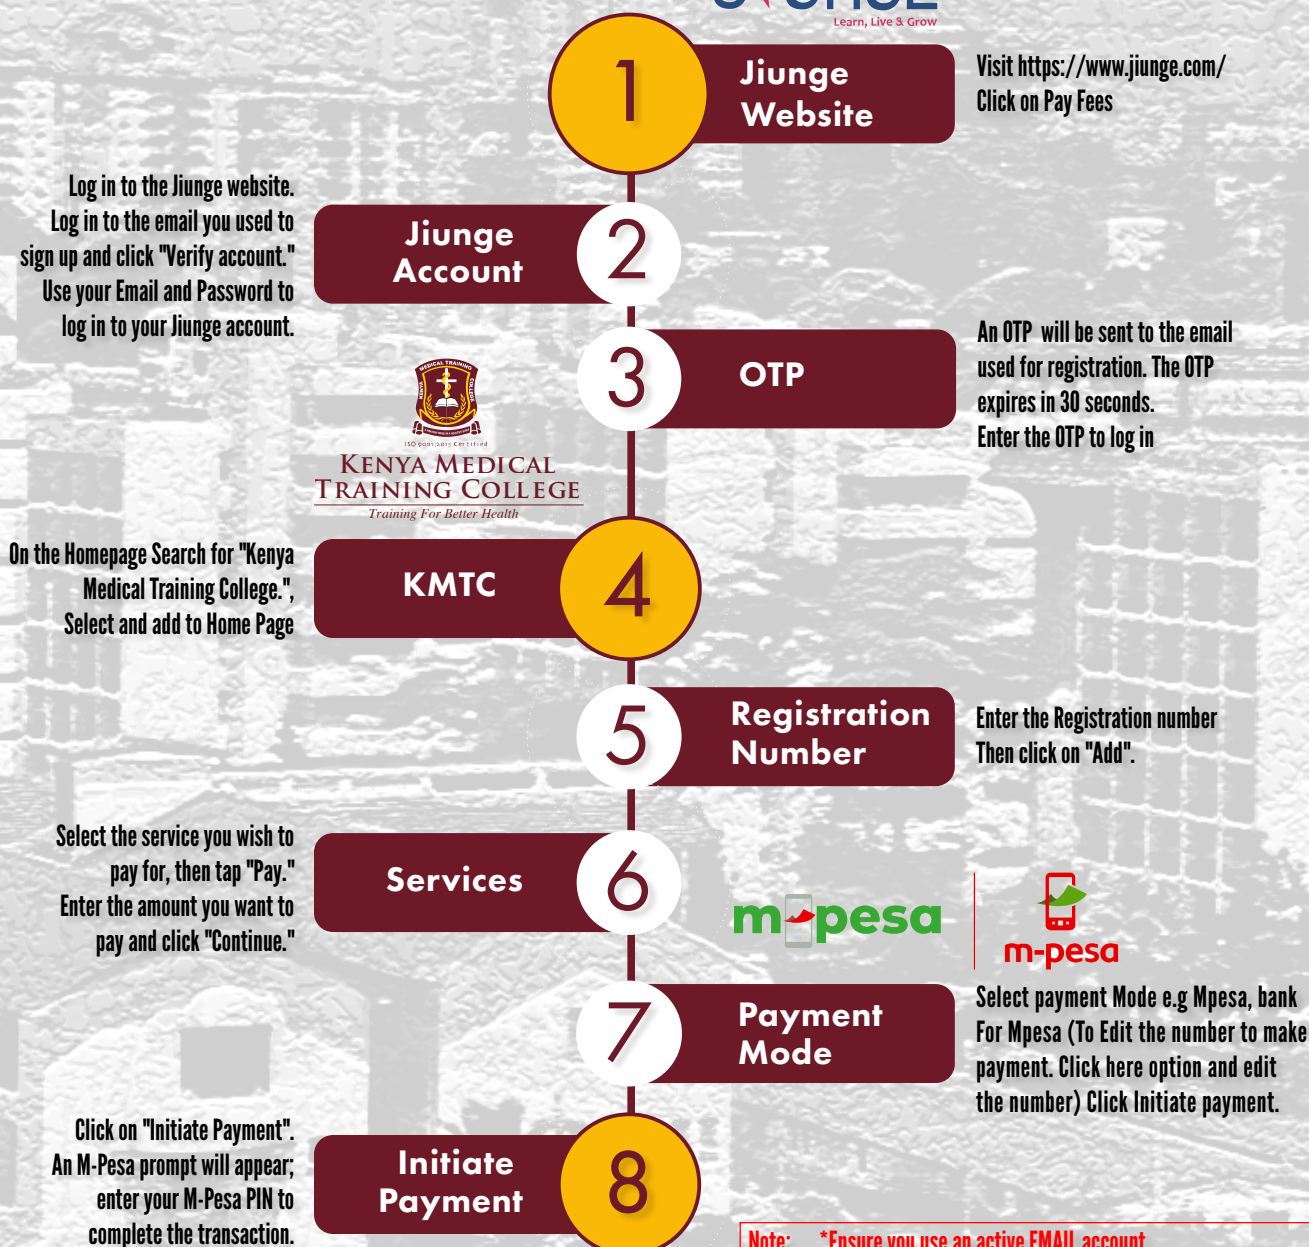 Learn, Live & Grow
1
Jiunge
Website
Visit https://www.jiunge.com/
Click on Pay Fees
Log in to the Jiunge website.
Log in to the email you used to
sign up and click "Verify account."
Use your Email and Password to
log in to your Jiunge account.
Jiunge
Account
2
3
OTP
An OTP will be sent to the email
used for registration. The OTP
expires in 30 seconds.
Enter the OTP to log in
KENYA MEDICAL TRAINING COLLEGE
ISO 9001:2015 Certified
KENYA MEDICAL
TRAINING COLLEGE
Training For Better Health
On the Homepage Search for "Kenya
Medical Training College.",
Select and add to Home Page
KMTC
4
5
Registration
Number
Enter the Registration number
Then click on "Add".
Select the service you wish to
pay for, then tap "Pay."
Enter the amount you want to
pay and click "Continue."
Services
6
m-pesa
m-pesa
7
Payment
Mode
Select payment Mode e.g Mpesa, bank
For Mpesa (To Edit the number to make
payment. Click here option and edit
the number) Click Initiate payment.
Click on "Initiate Payment".
An M-Pesa prompt will appear;
enter your M-Pesa PIN to
complete the transaction.
Initiate
Payment
8
Note: *Ensure you use an active EMAIL account